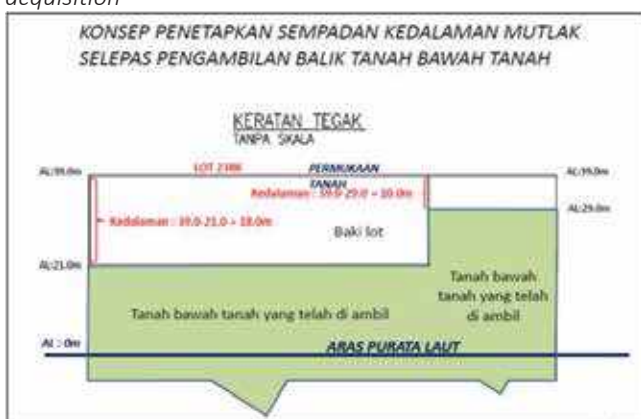 acquisition
KONSEP PENETAPKAN SEMPADAN KEDALAMAN MUTLAK
SELEPAS PENGAMBILAN BALIK TANAH BAWAH TANAH
KERATAN TEGAK
TANPA SKALA
AL:39.0m
PERMUKAAN
TANAH
AL:39.0m
Kedalaman : 39.0-29.0 = 10.0m
AL:29.0m
Kedalaman : 39.0-21.0 = 18.0m
Baki lot
AL:21.0m
Tanah bawah
tanah yang telah
di ambil
Tanah bawah tanah yang telah di ambil
AL : 0m
ARAS PURATA LAUT